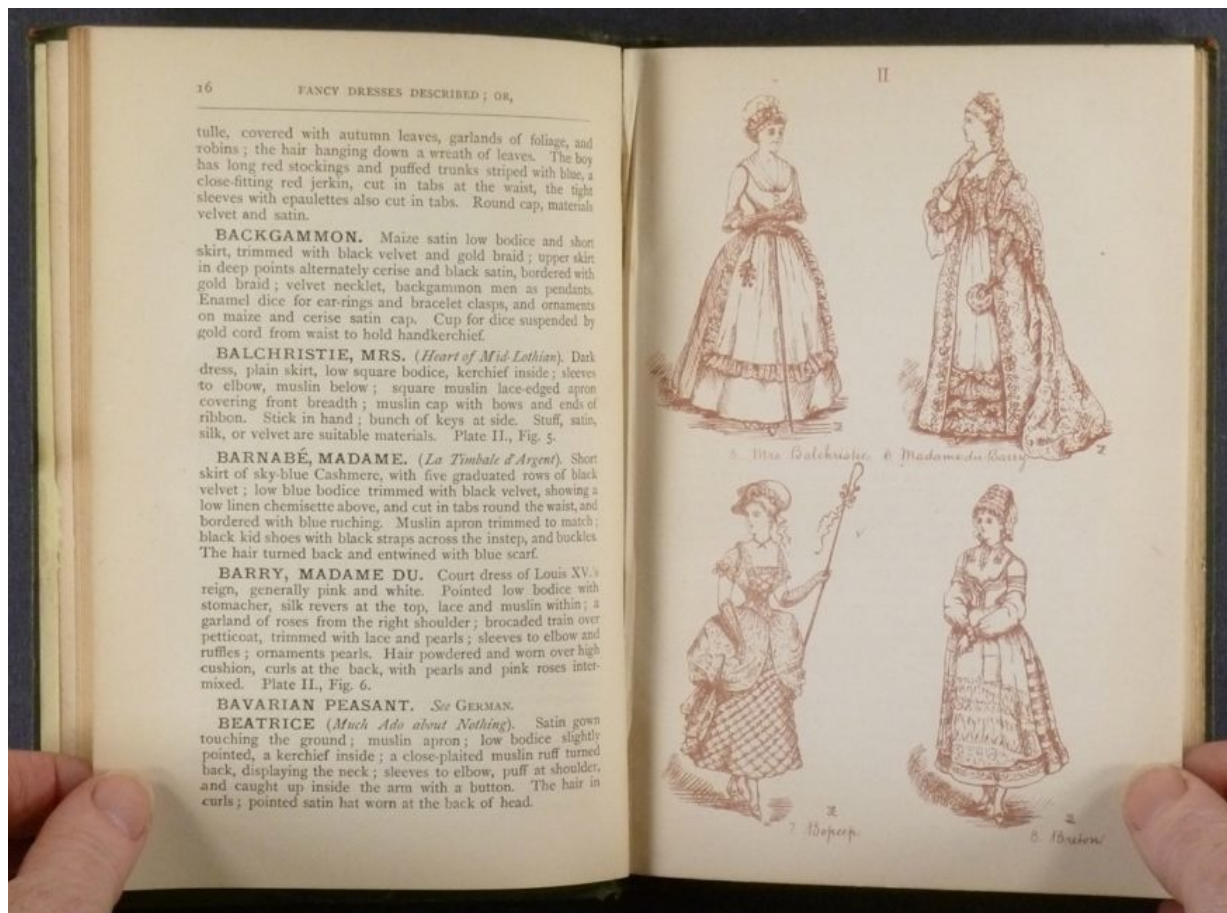 16
FANCY DRESSES DESCRIBED; OR,
tulle, covered with autumn leaves, garlands of foliage, and
robins; the hair hanging down a wreath of leaves. The boy
has long red stockings and puffed trunks striped with blue, a
close-fitting red jerkin, cut in tabs at the waist, the tight
sleeves with epaulettes also cut in tabs. Round cap, materials
velvet and satin.
BACKGAMMON. Maize satin low bodice and short
skirt, trimmed with black velvet and gold braid; upper skirt
in deep points alternately cerise and black satin, bordered with
gold braid; velvet necklet, backgammon men as pendants.
Enamel dice for ear-rings and bracelet clasps, and ornaments
on maize and cerise satin cap. Cup for dice suspended by
gold cord from waist to hold handkerchief.
BALCHRISTIE, MRS. (Heart of Mid-Lothian). Dark
dress, plain skirt, low square bodice, kerchief inside; sleeves
to elbow, muslin below; square muslin lace-edged apron
covering front breadth; muslin cap with bows and ends of
ribbon. Stick in hand; bunch of keys at side. Stuff, satin,
silk, or velvet are suitable materials. Plate II., Fig. 5.
BARNABÉ, MADAME. (La Timbale d'Argent). Short
skirt of sky-blue Cashmere, with five graduated rows of black
velvet; low blue bodice trimmed with black velvet, showing a
low linen chemisette above, and cut in tabs round the waist, and
bordered with blue ruching. Muslin apron trimmed to match;
black kid shoes with black straps across the instep, and buckles.
The hair turned back and entwined with blue scarf.
BARRY, MADAME DU. Court dress of Louis XV.'s
reign, generally pink and white. Pointed low bodice with
stomacher, silk revers at the top, lace and muslin within; a
garland of roses from the right shoulder; brocaded train over
petticoat, trimmed with lace and pearls; sleeves to elbow and
ruffles; ornaments pearls. Hair powdered and worn over high
cushion, curls at the back, with pearls and pink roses inter-
mixed. Plate II., Fig. 6.
BAVARIAN PEASANT. See GERMAN.
BEATRICE (Much Ado about Nothing). Satin gown
touching the ground; muslin apron; low bodice slightly
pointed, a kerchief inside; a close-plaited muslin ruff turned
back, displaying the neck; sleeves to elbow, puff at shoulder,
and caught up inside the arm with a button. The hair in
curls; pointed satin hat worn at the back of head.
II
5. Mrs Balchristie. 6. Madame du Barry
7. Bopeep.
8. Breton